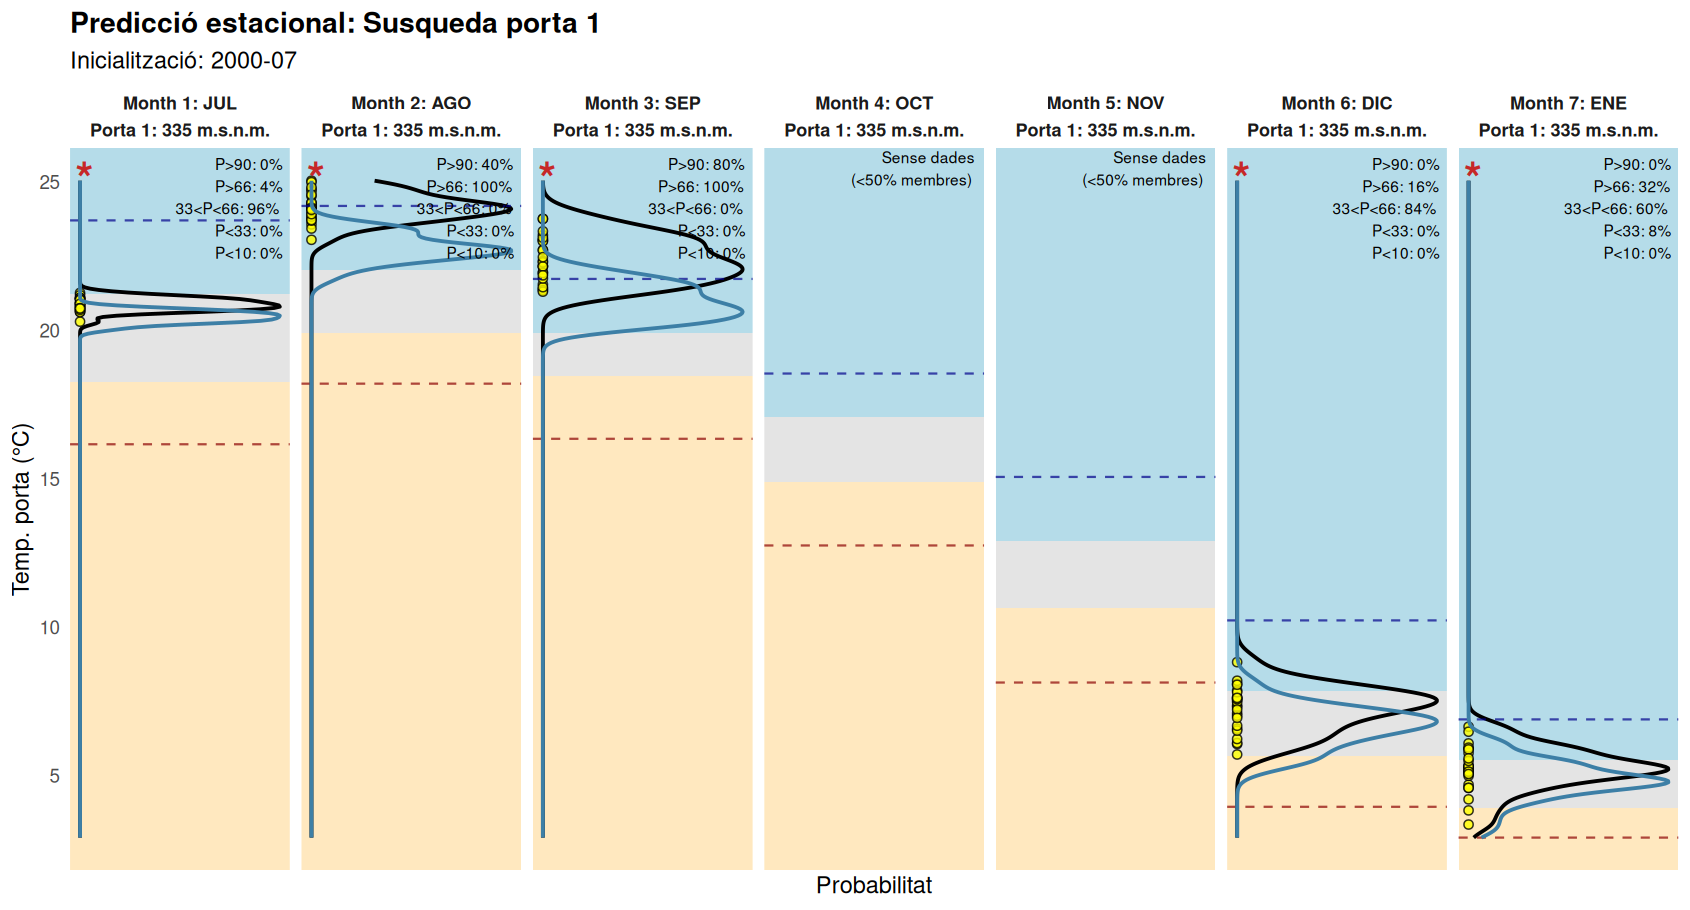 Predicció estacional: Susqueda porta 1
Inicialització: 2000-07
Month 1: JUL
Porta 1: 335 m.s.n.m.
Month 2: AGO
Porta 1: 335 m.s.n.m.
Month 3: SEP
Porta 1: 335 m.s.n.m.
Month 4: OCT
Porta 1: 335 m.s.n.m.
Month 5: NOV
Porta 1: 335 m.s.n.m.
Month 6: DIC
Porta 1: 335 m.s.n.m.
Month 7: ENE
Porta 1: 335 m.s.n.m.
*
P>90: 0%
P>66: 4%
33<P<66: 96%
P<33: 0%
P<10: 0%
*
P>90: 40%
P>66: 100%
33<P<66: 0%
P<33: 0%
P<10: 0%
*
P>90: 80%
P>66: 100%
33<P<66: 0%
P<33: 0%
P<10: 0%
Sense dades
(<50% membres)
Sense dades
(<50% membres)
*
P>90: 0%
P>66: 16%
33<P<66: 84%
P<33: 0%
P<10: 0%
*
P>90: 0%
P>66: 32%
33<P<66: 60%
P<33: 8%
P<10: 0%
25
20
15
10
5
Temp. porta (°C)
Probabilitat